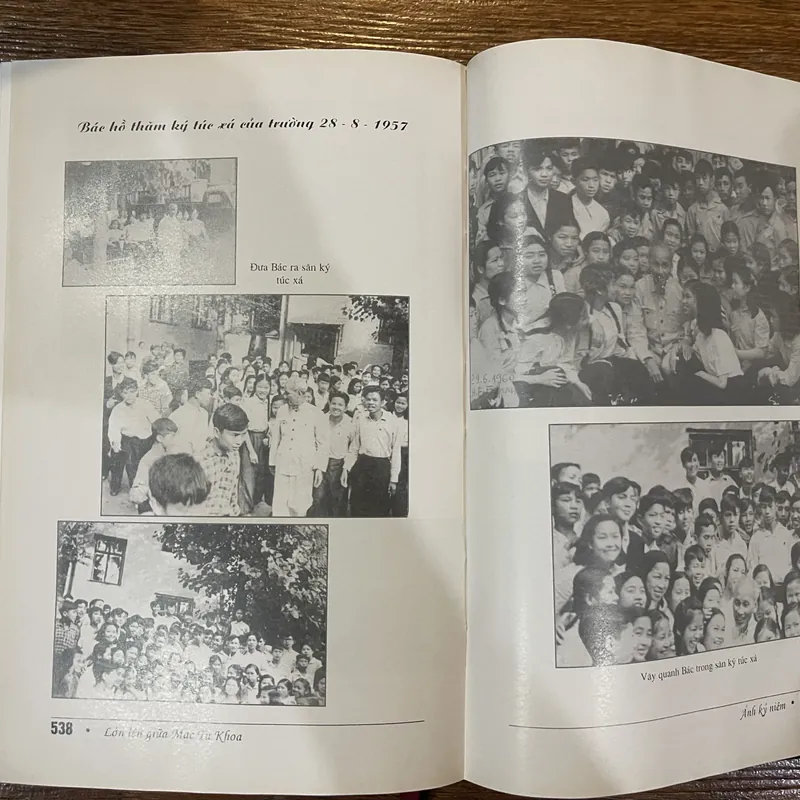 Bác hồ thăm ký túc xá của trường 28 - 8 - 1957
Đưa Bác ra sân ký
túc xá
538 • Lớn lên giữa Mạc Tư Khoa
Vây quanh Bác trong sân ký túc xá
Ảnh kỷ niệm •